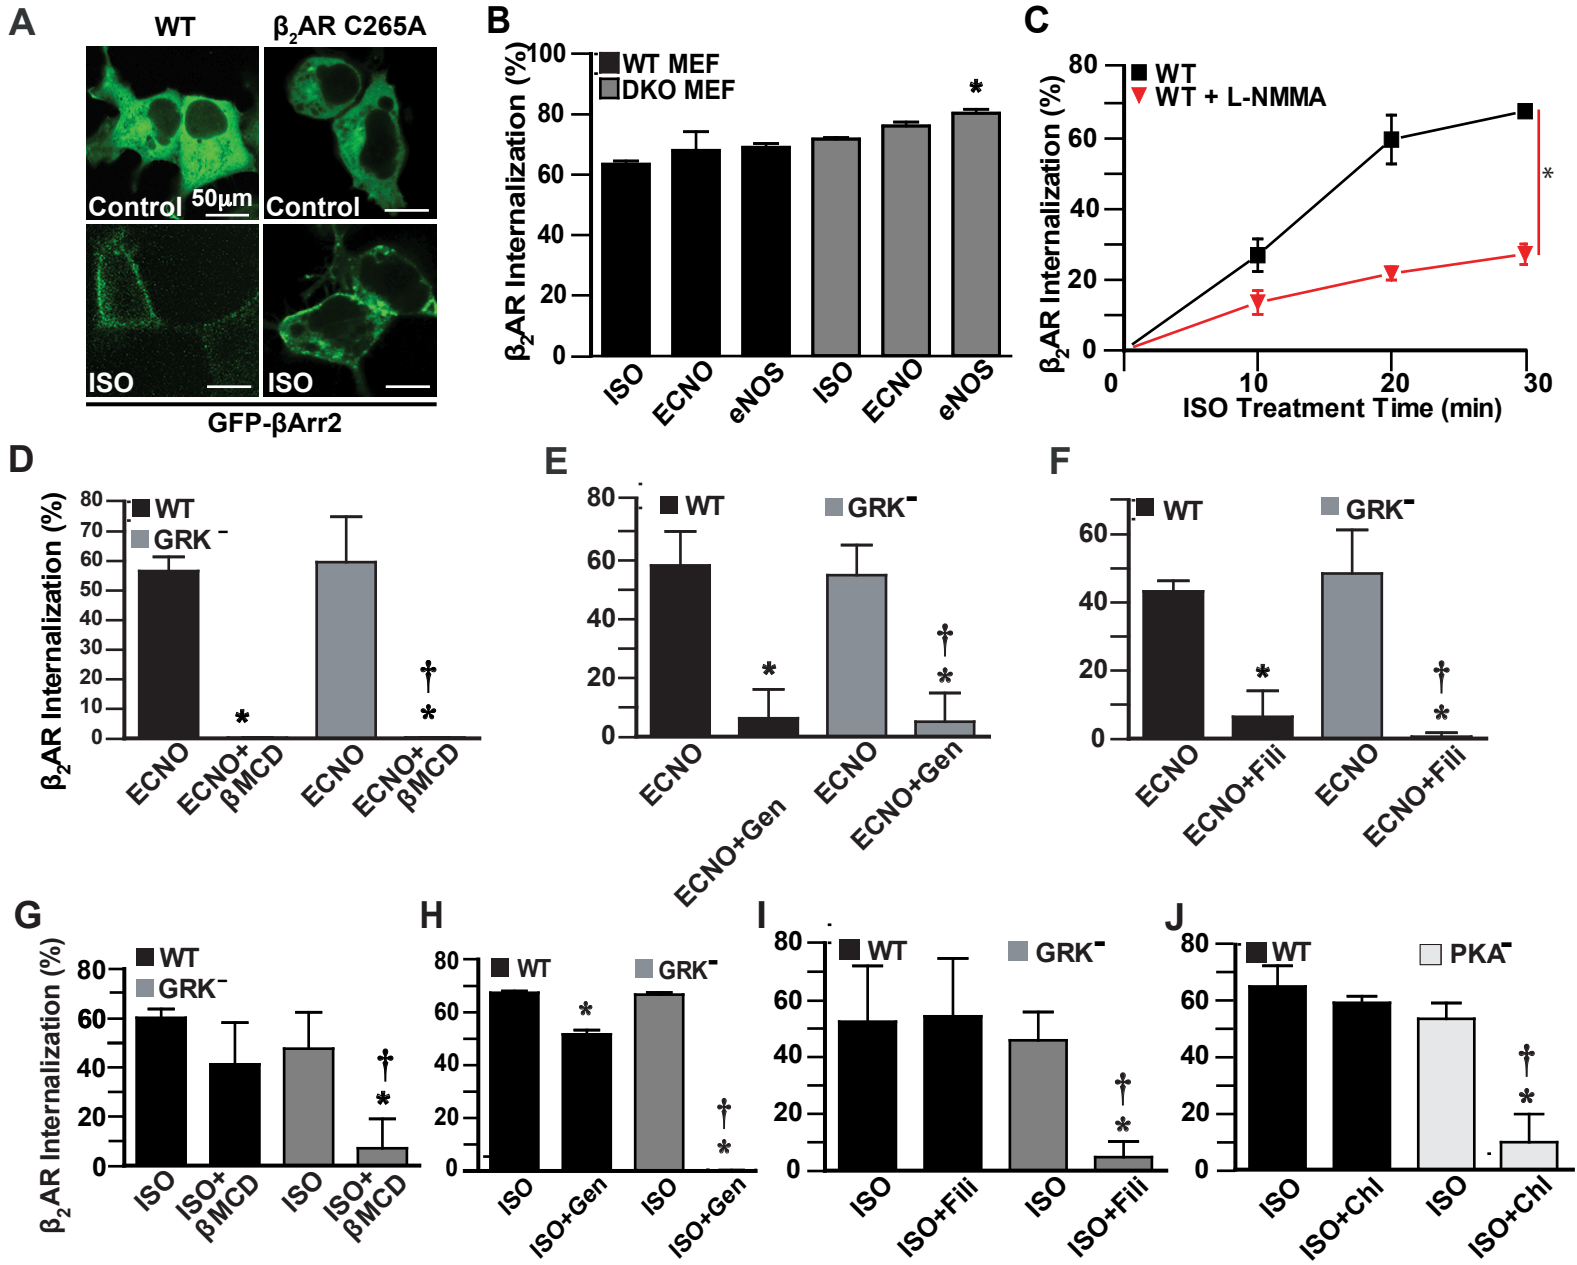 A
WT
β2AR C265A
Control
50µm
Control
ISO
ISO
GFP-βArr2
B
β2AR Internalization (%)
100
80
60
40
20
0
WT MEF
DKO MEF
*
ISO
ECNO
eNOS
ISO
ECNO
eNOS
C
β2AR Internalization (%)
80
60
40
20
0
WT
WT + L-NMMA
*
0
10
20
30
ISO Treatment Time (min)
D
β2AR Internalization (%)
80
70
60
50
40
30
20
10
0
WT
GRK-
*
†
*
ECNO
ECNO+
βMCD
ECNO
ECNO+
βMCD
E
80
60
40
20
0
WT
GRK-
*
†
*
ECNO
ECNO+Gen
ECNO
ECNO+Gen
F
60
40
20
0
WT
GRK-
*
†
*
ECNO
ECNO+Fili
ECNO
ECNO+Fili
G
β2AR Internalization (%)
80
60
40
20
0
WT
GRK-
†
*
ISO
ISO+
βMCD
ISO
ISO+
βMCD
H
80
60
40
20
0
WT
GRK-
*
†
*
ISO
ISO+Gen
ISO
ISO+Gen
I
80
60
40
20
0
WT
GRK-
†
*
ISO
ISO+Fili
ISO
ISO+Fili
J
80
60
40
20
0
WT
PKA-
†
*
ISO
ISO+Chl
ISO
ISO+Chl